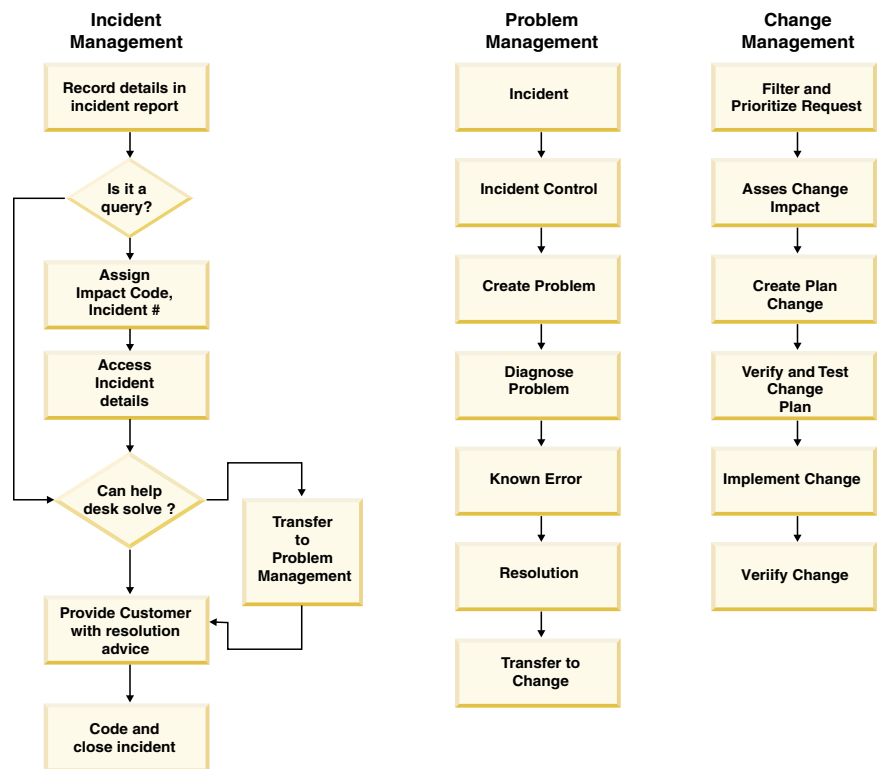 Incident
Management
Record details in
incident report
Is it a
query?
Assign
Impact Code,
Incident #
Access
Incident
details
Can help
desk solve ?
Transfer
to
Problem
Management
Provide Customer
with resolution
advice
Code and
close incident
Problem
Management
Incident
Incident Control
Create Problem
Diagnose
Problem
Known Error
Resolution
Transfer to
Change
Change
Management
Filter and
Prioritize Request
Asses Change
Impact
Create Plan
Change
Verify and Test
Change
Plan
Implement Change
Veriify Change